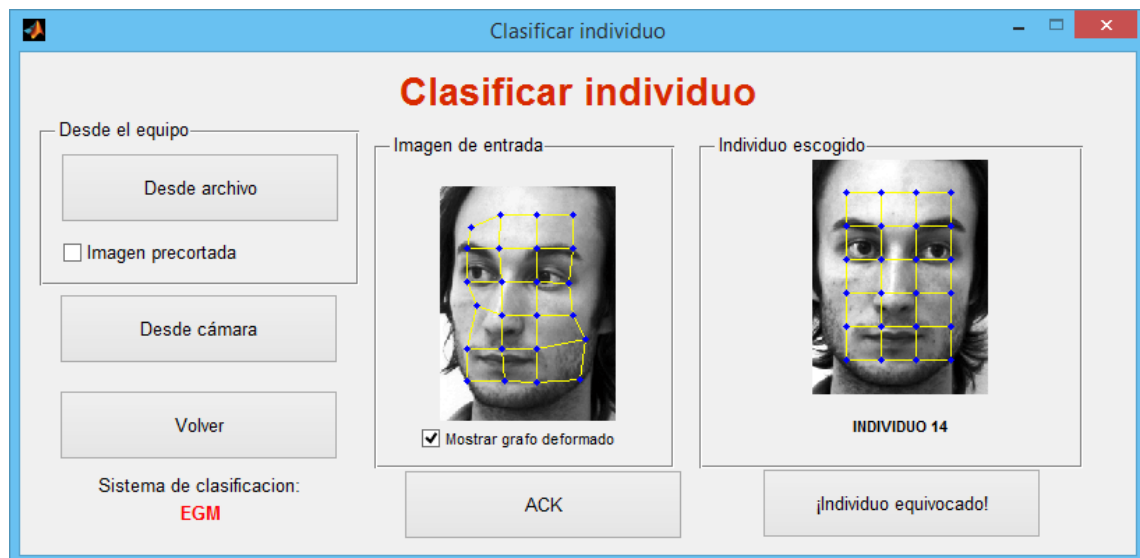 Clasificar individuo
Clasificar individuo
Desde el equipo
Desde archivo
Imagen precortada
Desde cámara
Volver
Sistema de clasificacion:
EGM
Imagen de entrada
Mostrar grafo deformado
ACK
Individuo escogido
INDIVIDUO 14
¡Individuo equivocado!